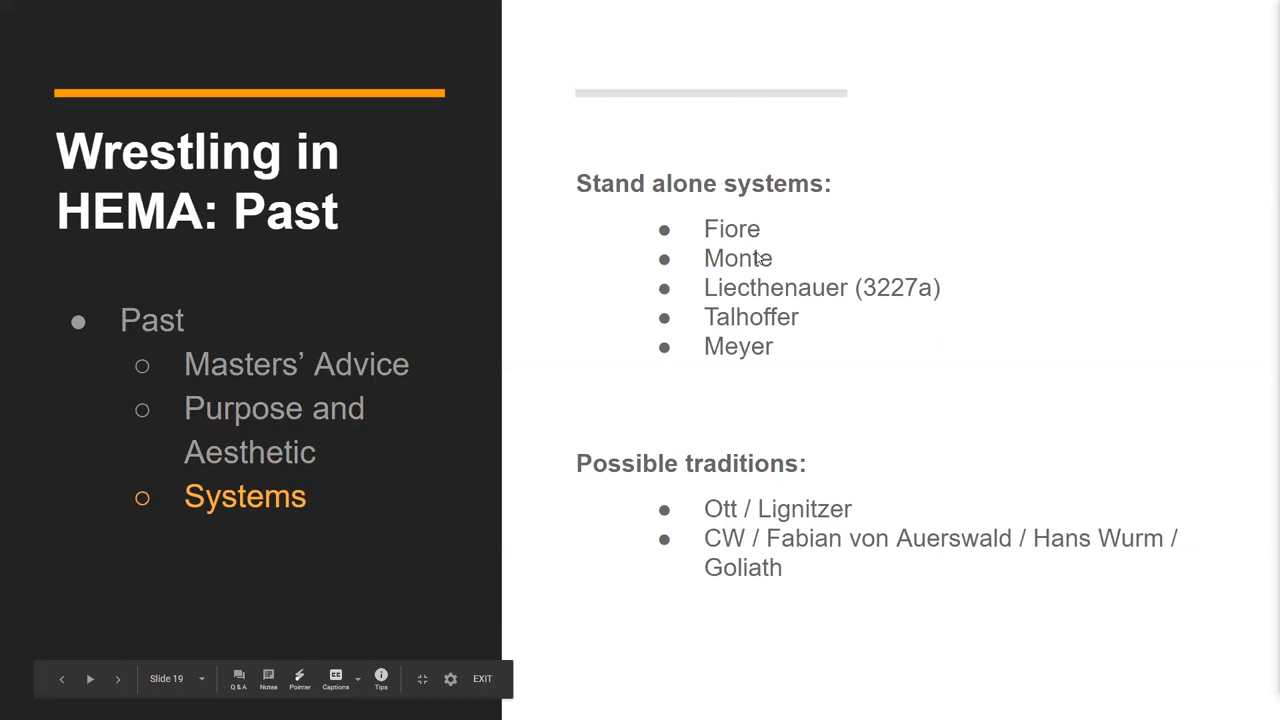 Wrestling in
HEMA: Past
● Past
○ Masters’ Advice
○ Purpose and
Aesthetic
○ Systems
Stand alone systems:
● Fiore
● Monte
● Liecthenauer (3227a)
● Talhoffer
● Meyer
Possible traditions:
● Ott / Lignitzer
● CW / Fabian von Auerswald / Hans Wurm /
Goliath
Slide 19
Q & A
Notes
Pointer
CC
Captions
Tips
EXIT